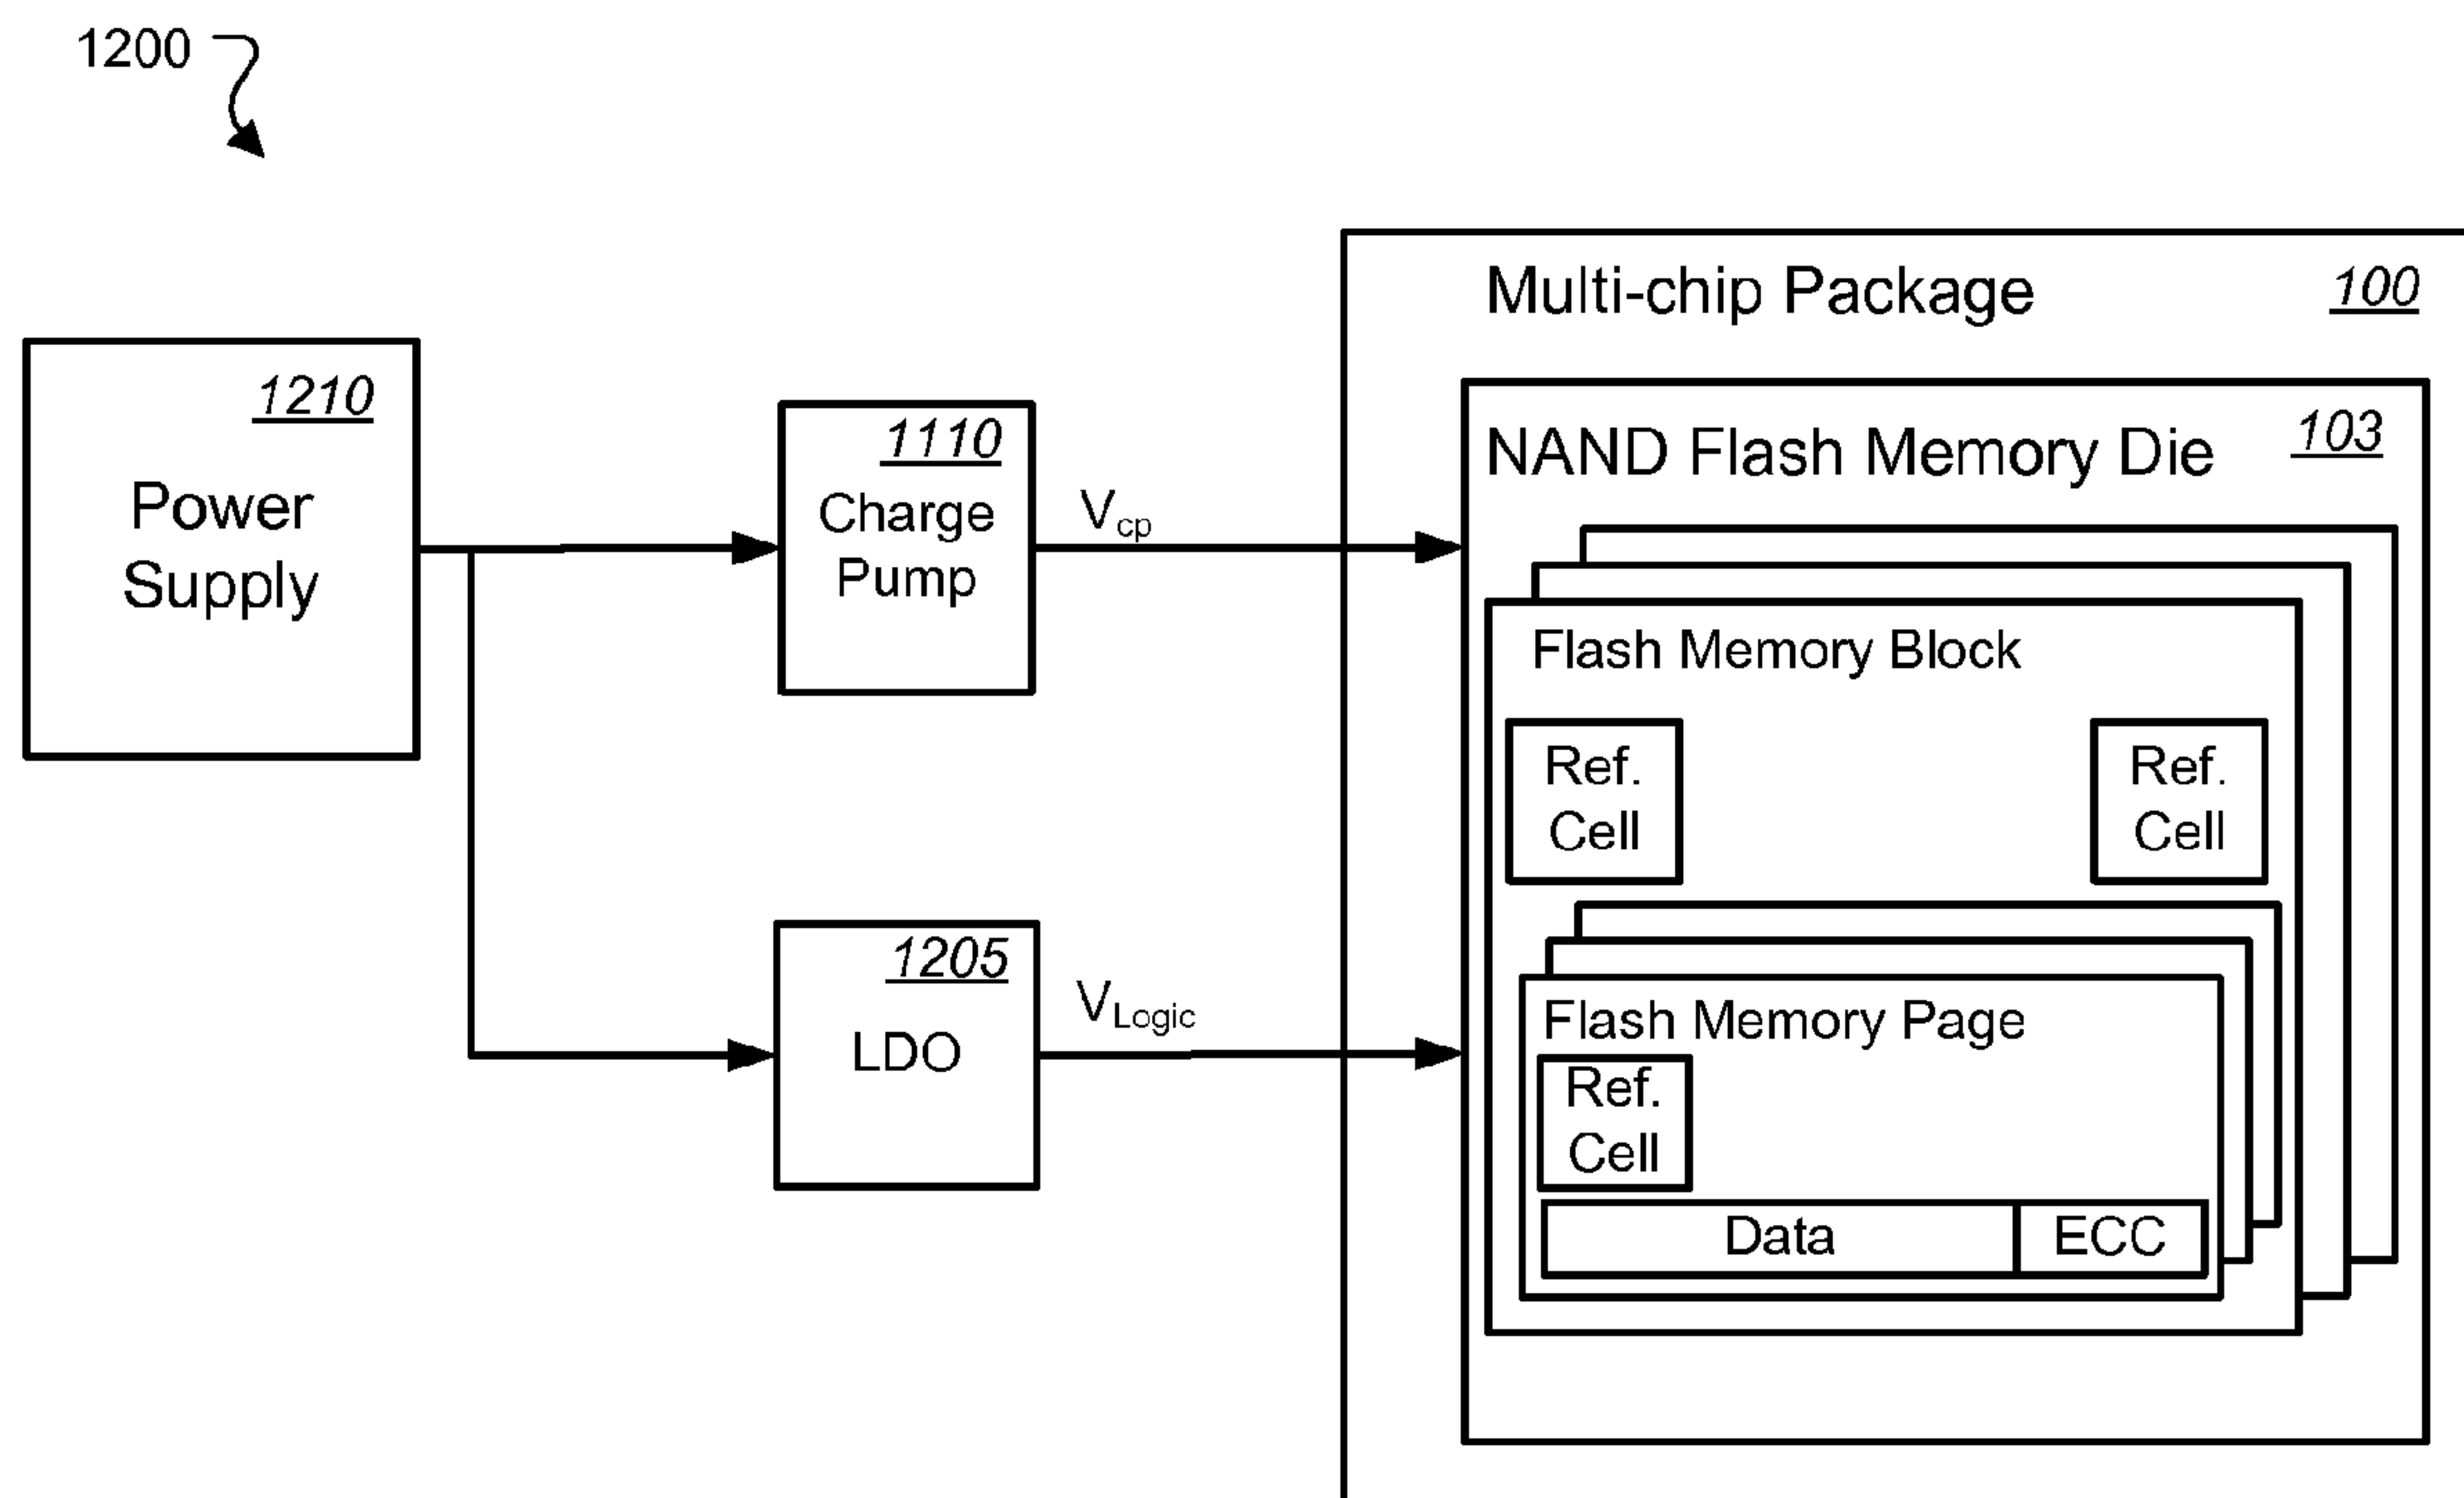 1200
Multi-chip Package
100
1210
Power
Supply
1110
Charge
Pump
Vcp
NAND Flash Memory Die
103
Flash Memory Block
Ref.
Cell
Ref.
Cell
1205
LDO
VLogic
Flash Memory Page
Ref.
Cell
Data
ECC